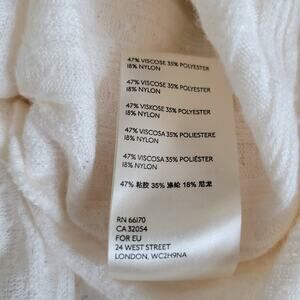 47% VISCOSE 35% POLYESTER
18% NYLON
47% VISCOSE 35% POLYESTER
18% NYLON
47% VISKOSE 35% POLYESTER
18% NYLON
47% VISCOSA 35% POLIESTERE
18% NYLON
47% VISCOSA 35% POLIÉSTER
18% NYLON
47% 粘胶 35% 涤纶 18% 尼龙
RN 66170
CA 32054
FOR EU
24 WEST STREET
LONDON, WC2H9NA